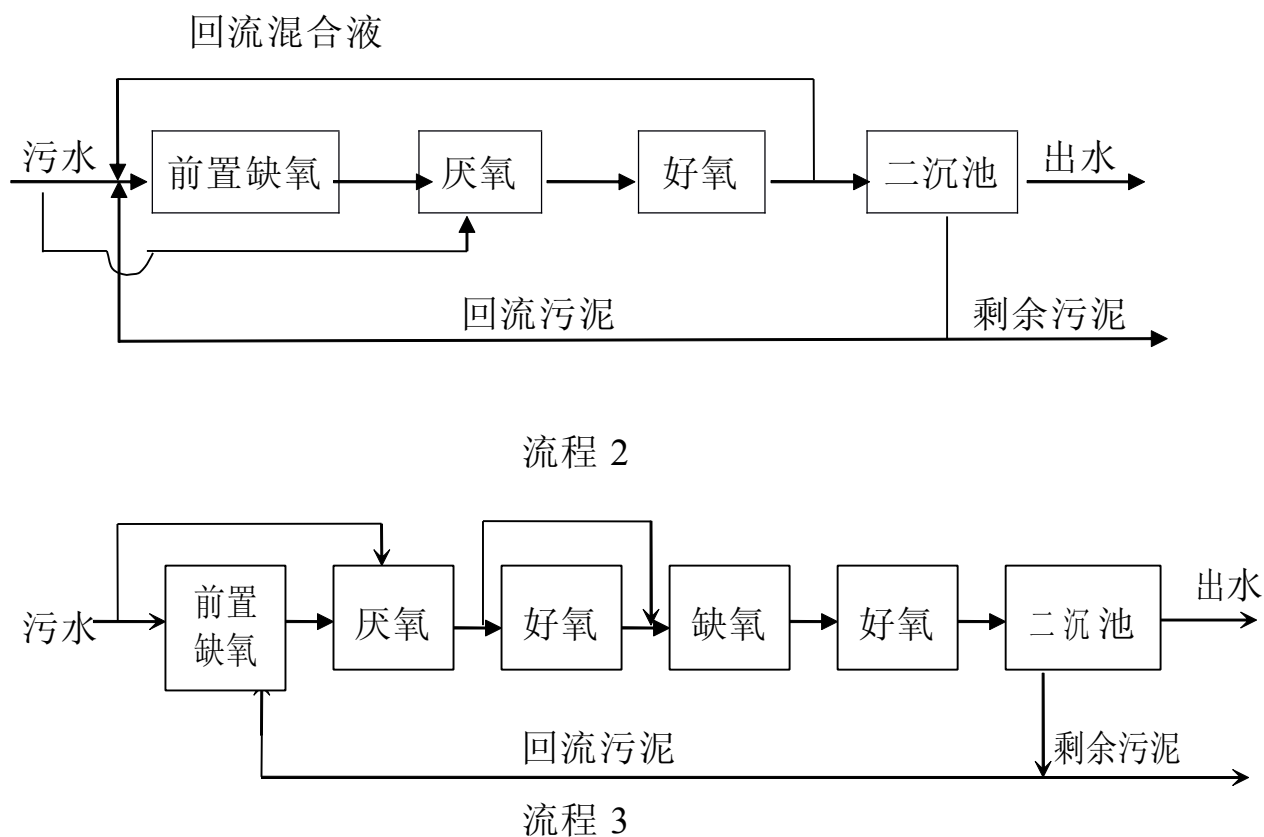 回流混合液
污水
前置缺氧
厌氧
好氧
二沉池
出水
回流污泥
剩余污泥
流程 2
污水
前置
缺氧
厌氧
好氧
缺氧
好氧
二沉池
出水
回流污泥
剩余污泥
流程 3